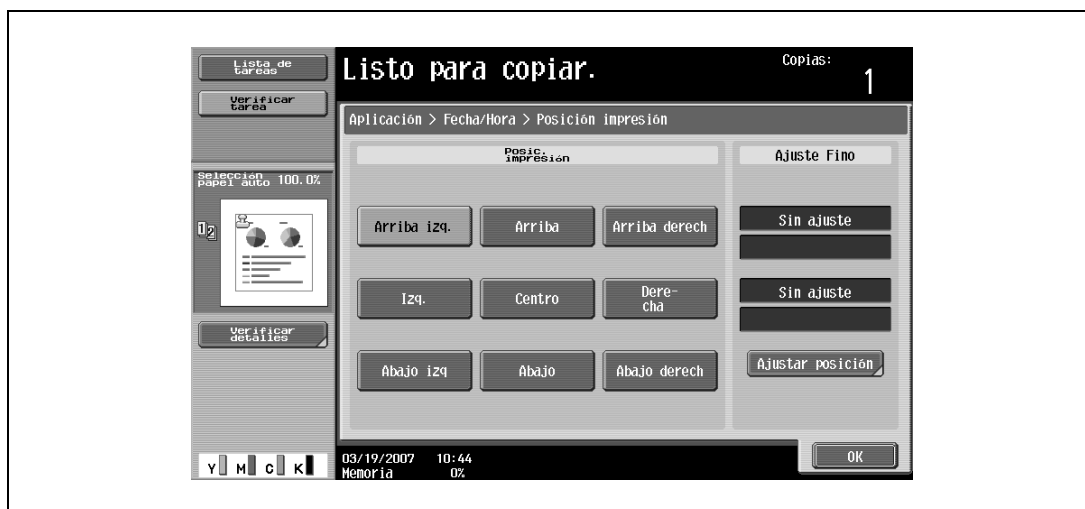 Lista de
tareas
Verificar
tarea
Listo para copiar.
Copias:
1
Aplicación > Fecha/Hora > Posición impresión
Posic.
impresión
Ajuste Fino
Selección
papel auto 100.0%
1 2
Arriba izq.
Arriba
Arriba derech
Sin ajuste
Izq.
Centro
Dere-
cha
Sin ajuste
Verificar
detalles
Abajo izq
Abajo
Abajo derech
Ajustar posición
OK
Y M C K
03/19/2007 10:44
Memoria 0%